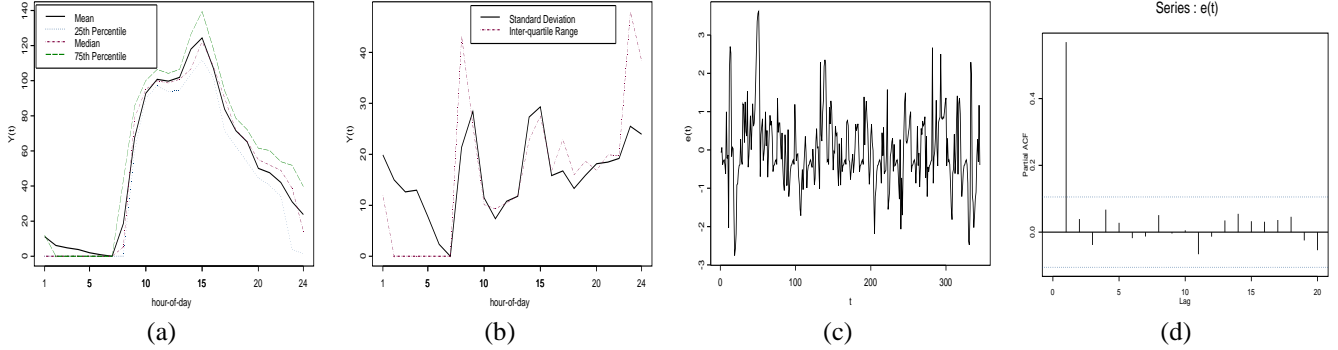 Y(t)
0 20 40 60 80 100 120 140
Mean
25th Percentile
Median
75th Percentile
1 5 10 15 20 24
hour-of-day
(a)
Y(t)
0 10 20 30 40
Standard Deviation
Inter-quartile Range
1 5 10 15 20 24
hour-of-day
(b)
e(t)
-3 -2 -1 0 1 2 3
0 100 200 300
t
(c)
Series : e(t)
Partial ACF
0.0 0.2 0.4
0 5 10 15 20
Lag
(d)